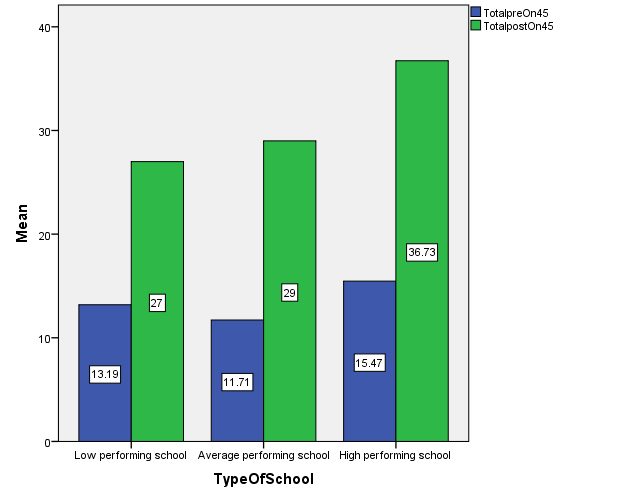 TotalpreOn45
TotalpostOn45
40
30
20
10
0
Mean
13.19
27
11.71
29
15.47
36.73
Low performing school
Average performing school
High performing school
TypeOfSchool